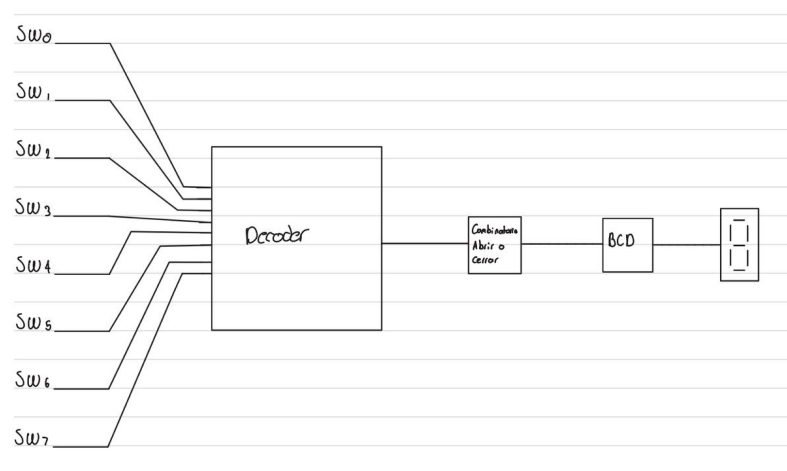 SW0
SW1
SW2
SW3
SW4
SW5
SW6
SW7
Decoder
Combinatorio
Abrir o
cerrar
BCD